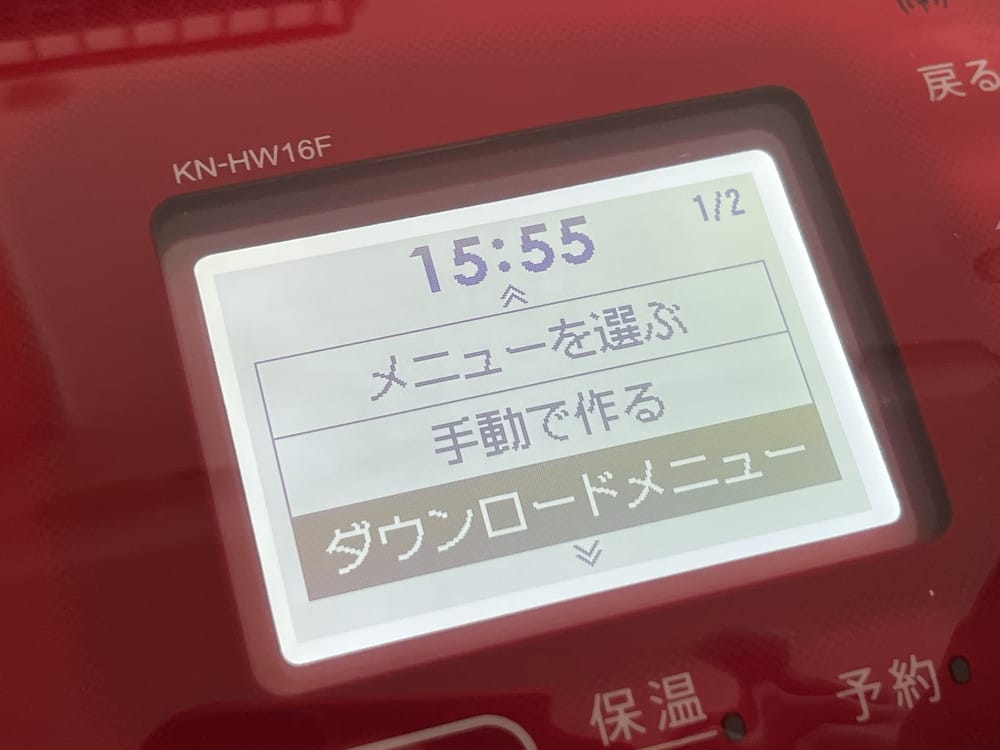 戻る
KN-HW16F
1/2
15:55
メニューを選ぶ
手動で作る
ダウンロードメニュー
保温
予約